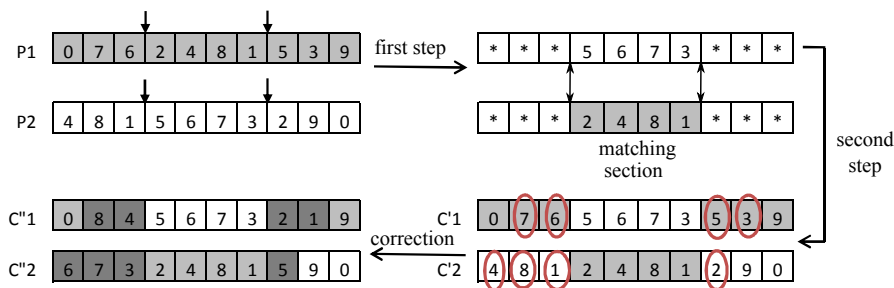 P1 0 7 6 2 4 8 1 5 3 9
first step
* * * 5 6 7 3 * * *
P2 4 8 1 5 6 7 3 2 9 0
* * * 2 4 8 1 * * *
matching
section
second
step
C"1 0 8 4 5 6 7 3 2 1 9
C'1 0 7 6 5 6 7 3 5 3 9
correction
C"2 6 7 3 2 4 8 1 5 9 0
C'2 4 8 1 2 4 8 1 2 9 0